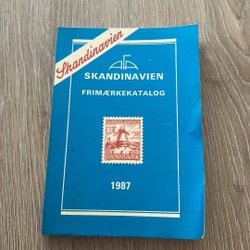 Skandinavien
AFA
SKANDINAVIEN
FRIMÆRKEKATALOG
DANMARK
1987